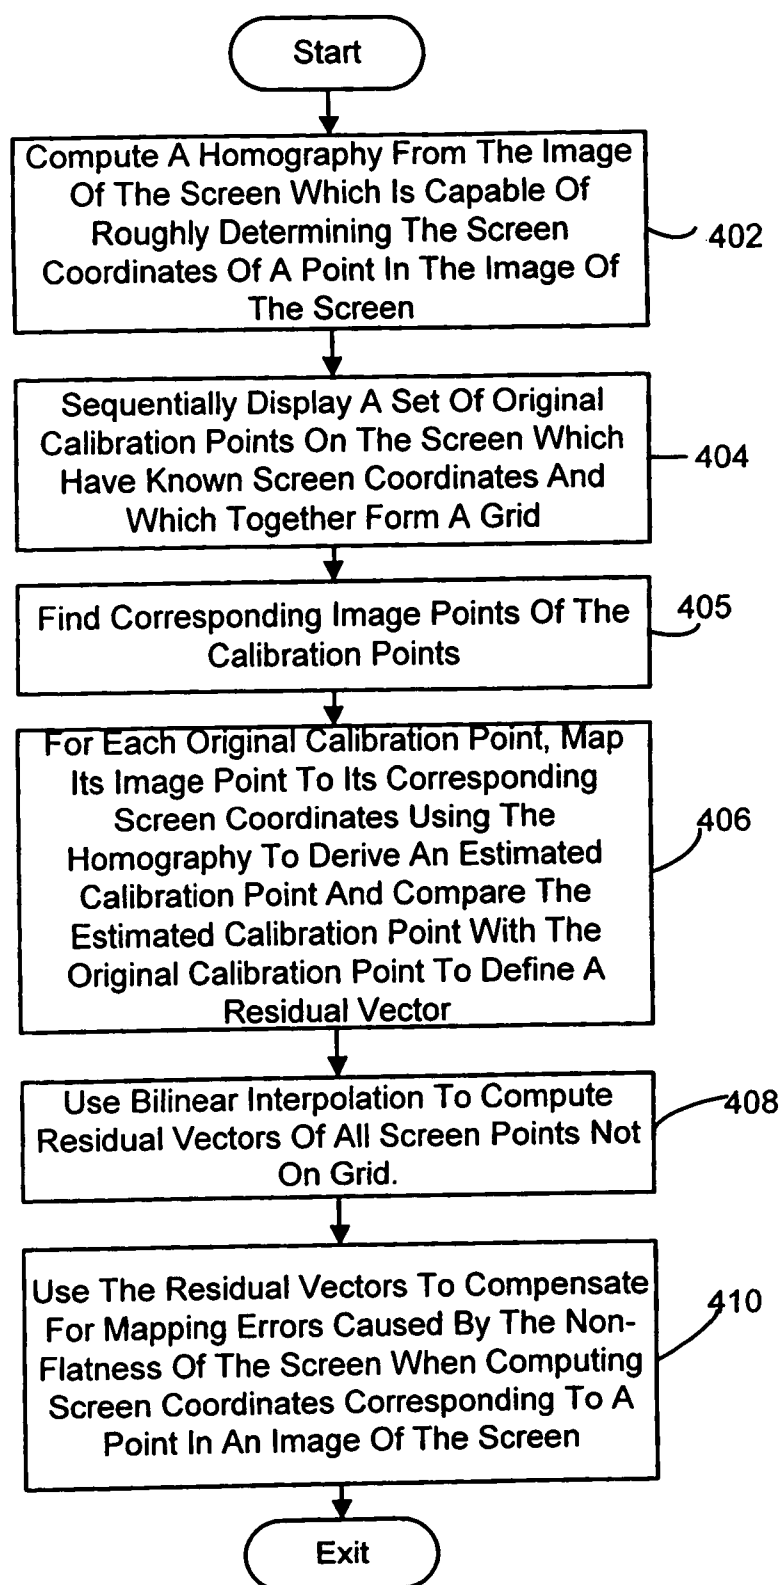 Start
Compute A Homography From The Image
Of The Screen Which Is Capable Of
Roughly Determining The Screen
Coordinates Of A Point In The Image Of
The Screen
402
Sequentially Display A Set Of Original
Calibration Points On The Screen Which
Have Known Screen Coordinates And
Which Together Form A Grid
404
Find Corresponding Image Points Of The
Calibration Points
405
For Each Original Calibration Point, Map
Its Image Point To Its Corresponding
Screen Coordinates Using The
Homography To Derive An Estimated
Calibration Point And Compare The
Estimated Calibration Point With The
Original Calibration Point To Define A
Residual Vector
406
Use Bilinear Interpolation To Compute
Residual Vectors Of All Screen Points Not
On Grid.
408
Use The Residual Vectors To Compensate
For Mapping Errors Caused By The Non-
Flatness Of The Screen When Computing
Screen Coordinates Corresponding To A
Point In An Image Of The Screen
410
Exit